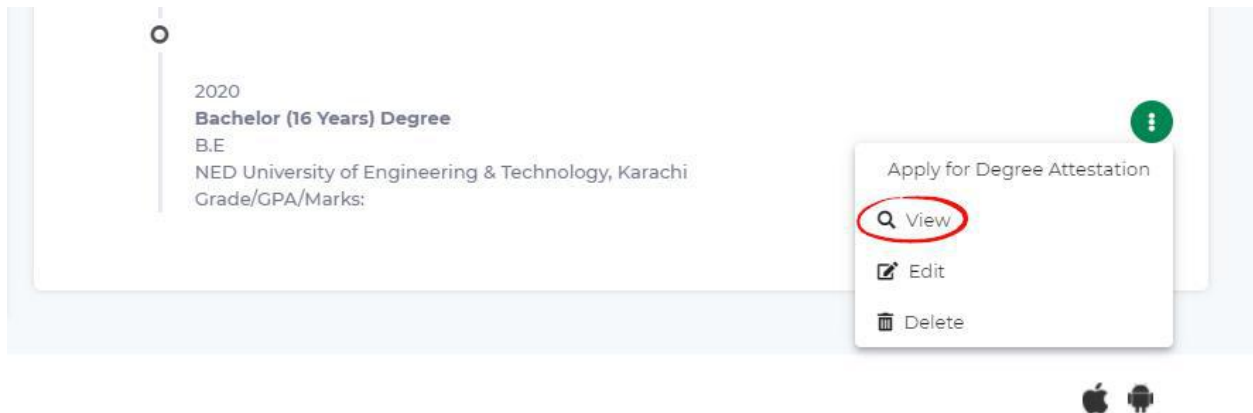 2020
Bachelor (16 Years) Degree
B.E
NED University of Engineering & Technology, Karachi
Grade/GPA/Marks:
Apply for Degree Attestation
View
Edit
Delete